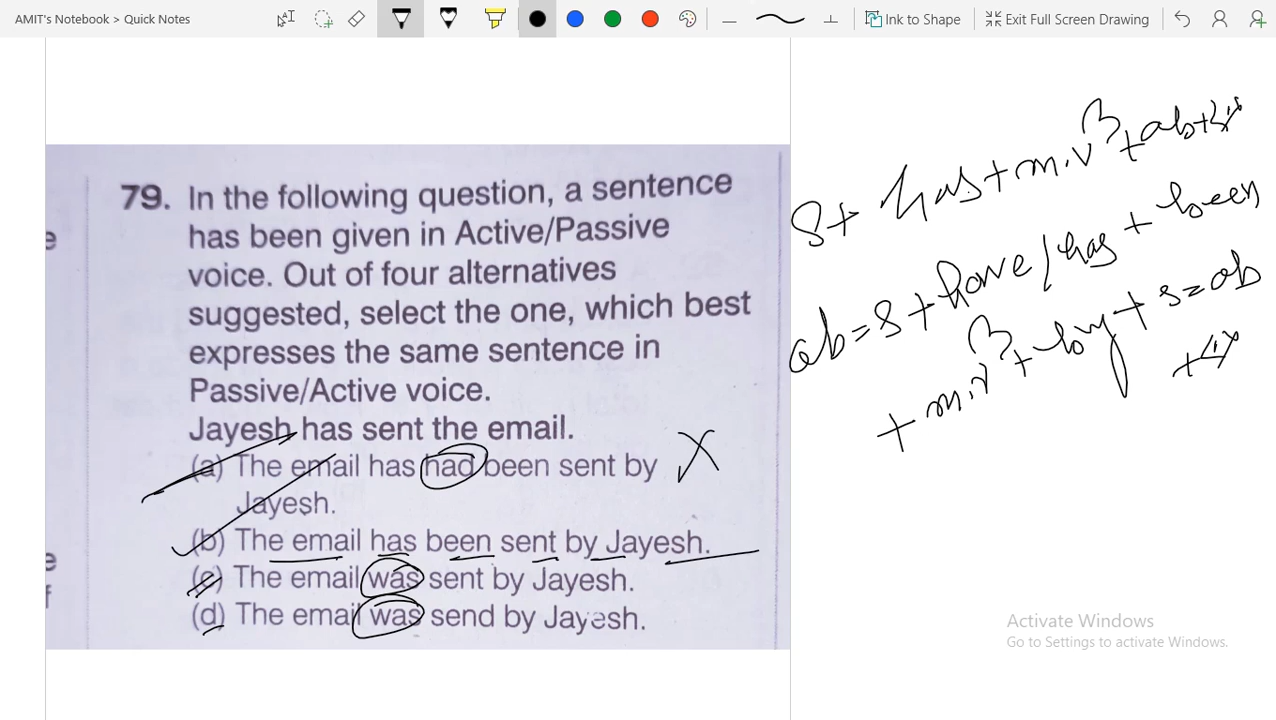 AMIT's Notebook > Quick Notes
Ink to Shape
Exit Full Screen Drawing
79. In the following question, a sentence
has been given in Active/Passive
voice. Out of four alternatives
suggested, select the one, which best
expresses the same sentence in
Passive/Active voice.
Jayesh has sent the email.
(a) The email has had been sent by
Jayesh.
(b) The email has been sent by Jayesh.
(c) The email was sent by Jayesh.
(d) The email was send by Jayesh.
e
e
f
S + has + m.v3 + ob +
ob = S + have / has + been
+ m.v3 + by + s = ob
Activate Windows
Go to Settings to activate Windows.